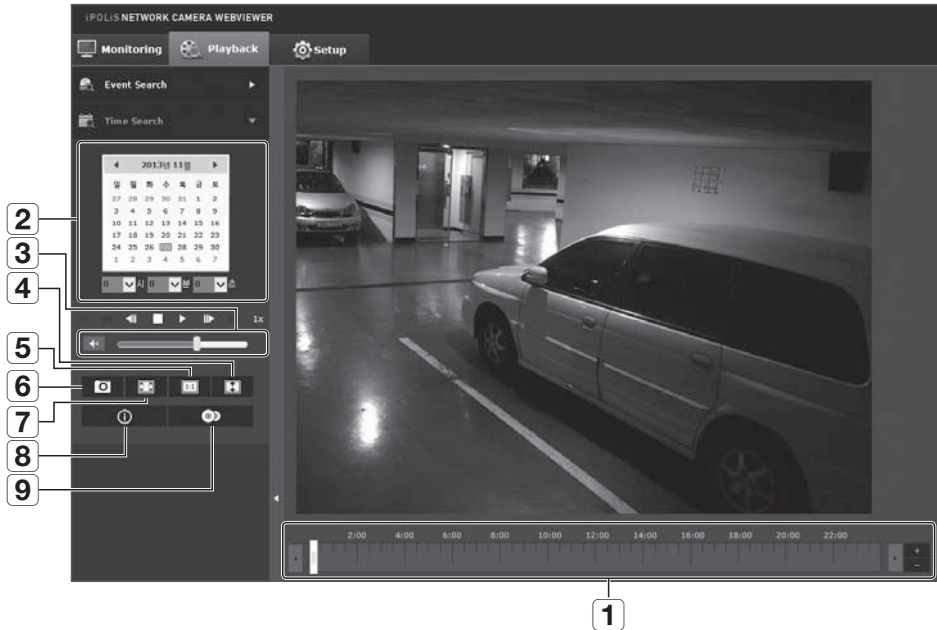 iPOLiS NETWORK CAMERA WEBVIEWER
Monitoring Playback Setup
Event Search
Time Search
2013년 11월
일 월 화 수 목 금 토
27 28 29 30 31 1 2
3 4 5 6 7 8 9
10 11 12 13 14 15 16
17 18 19 20 21 22 23
24 25 26 28 29 30
1 2 3 4 5 6 7
0 시 0 분 0 초
1x
1:1
2
3
4
5
6
7
8
9
2:00 4:00 6:00 8:00 10:00 12:00 14:00 16:00 18:00 20:00 22:00
+
-
1